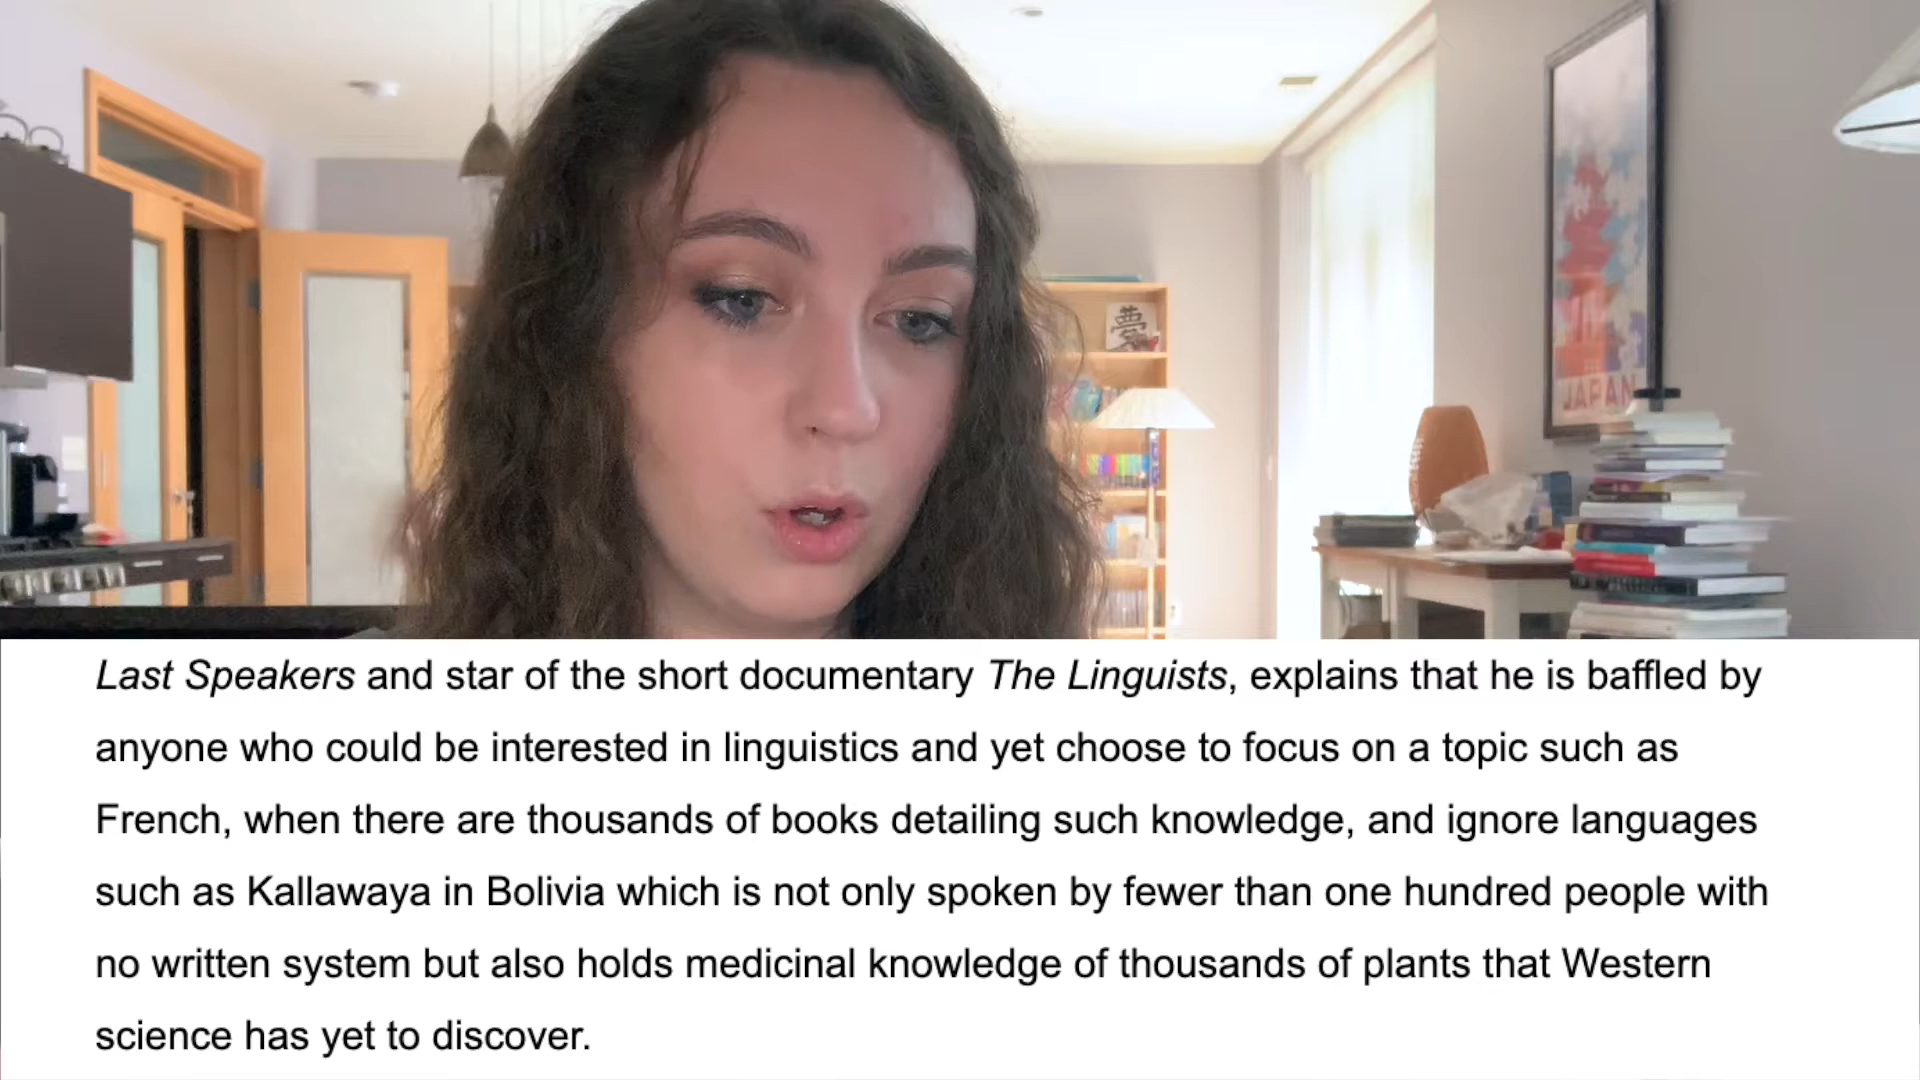 夢
JAPAN
Last Speakers and star of the short documentary The Linguists, explains that he is baffled by
anyone who could be interested in linguistics and yet choose to focus on a topic such as
French, when there are thousands of books detailing such knowledge, and ignore languages
such as Kallawaya in Bolivia which is not only spoken by fewer than one hundred people with
no written system but also holds medicinal knowledge of thousands of plants that Western
science has yet to discover.